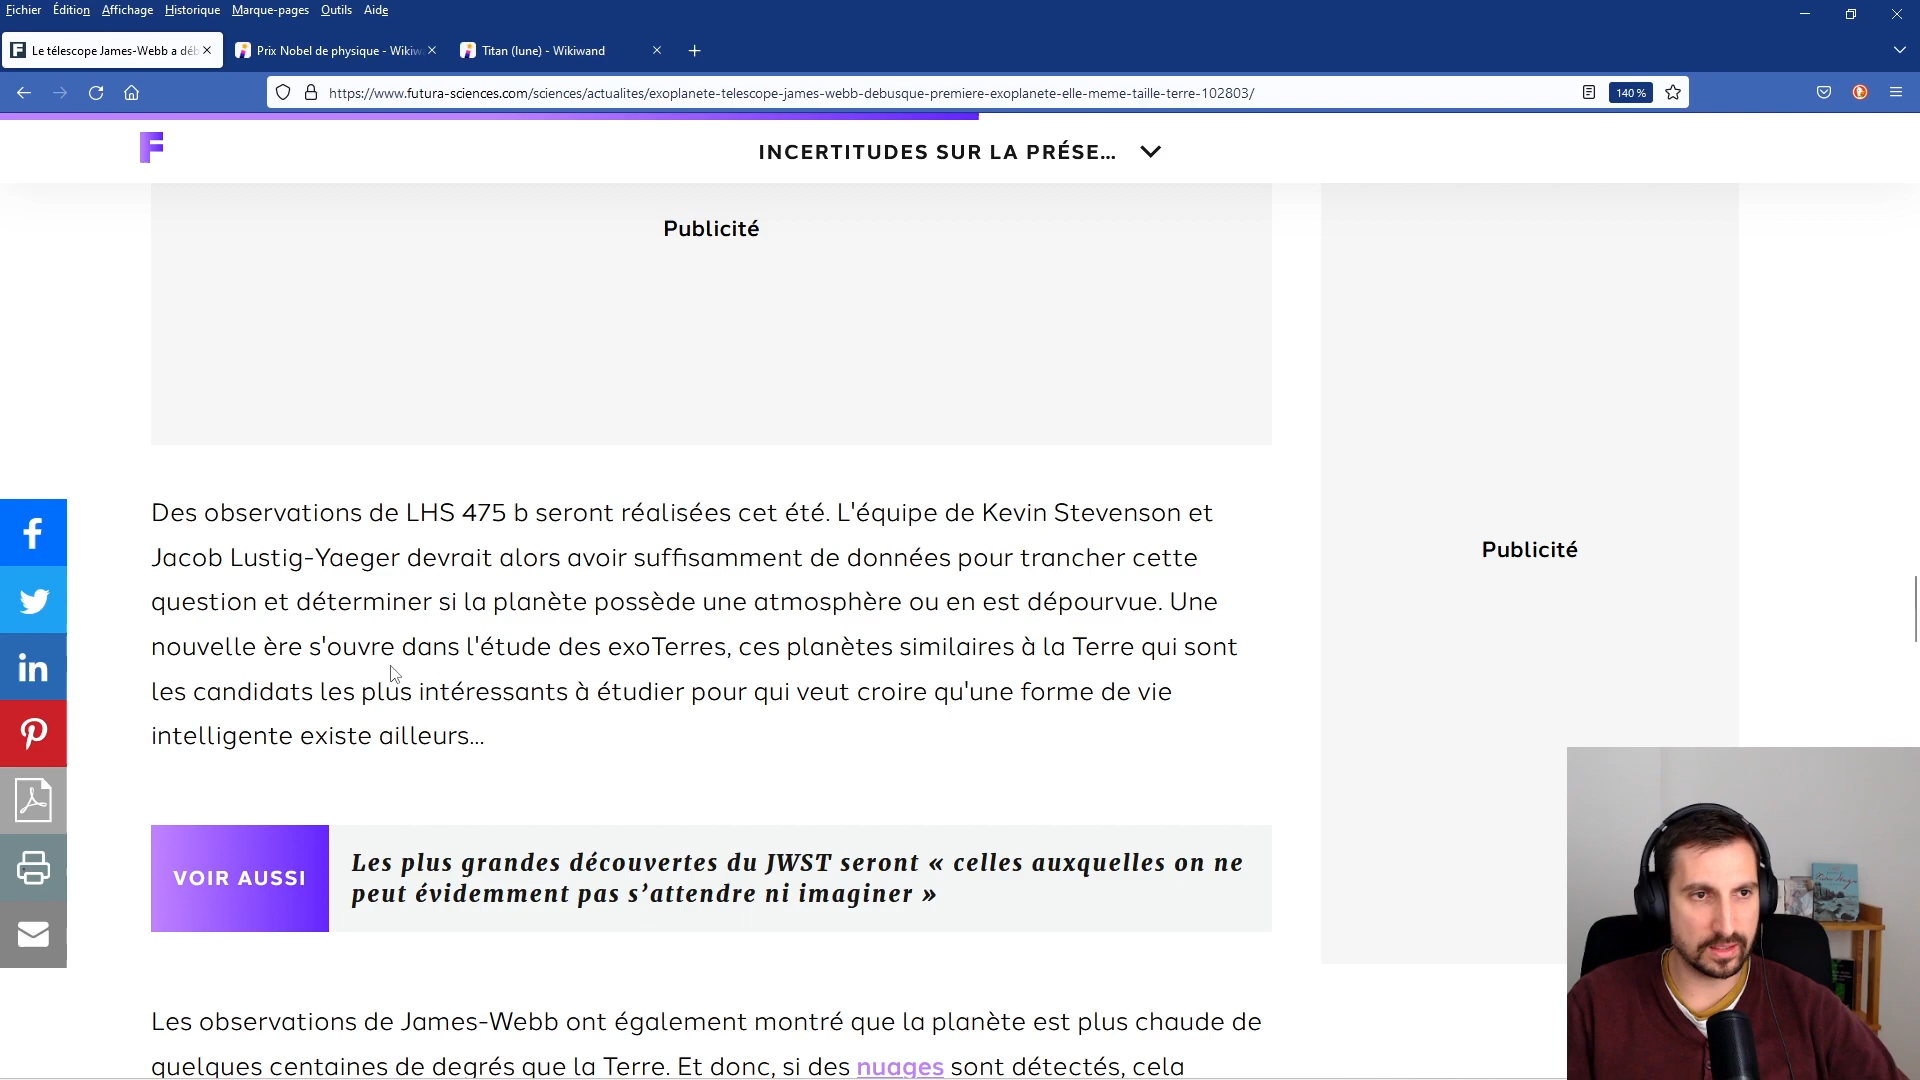 Fichier Édition Affichage Historique Marque-pages Outils Aide
Le télescope James-Webb a déb
Prix Nobel de physique - Wikiw
Titan (lune) - Wikiwand
https://www.futura-sciences.com/sciences/actualites/exoplanete-telescope-james-webb-debusque-premiere-exoplanete-elle-meme-taille-terre-102803/
140 %
F
INCERTITUDES SUR LA PRÉSE...
Publicité
Des observations de LHS 475 b seront réalisées cet été. L'équipe de Kevin Stevenson et
Jacob Lustig-Yaeger devrait alors avoir suffisamment de données pour trancher cette
question et déterminer si la planète possède une atmosphère ou en est dépourvue. Une
nouvelle ère s'ouvre dans l'étude des exoTerres, ces planètes similaires à la Terre qui sont
les candidats les plus intéressants à étudier pour qui veut croire qu'une forme de vie
intelligente existe ailleurs...
Publicité
VOIR AUSSI
Les plus grandes découvertes du JWST seront « celles auxquelles on ne
peut évidemment pas s’attendre ni imaginer »
Les observations de James-Webb ont également montré que la planète est plus chaude de
quelques centaines de degrés que la Terre. Et donc, si des nuages sont détectés, cela